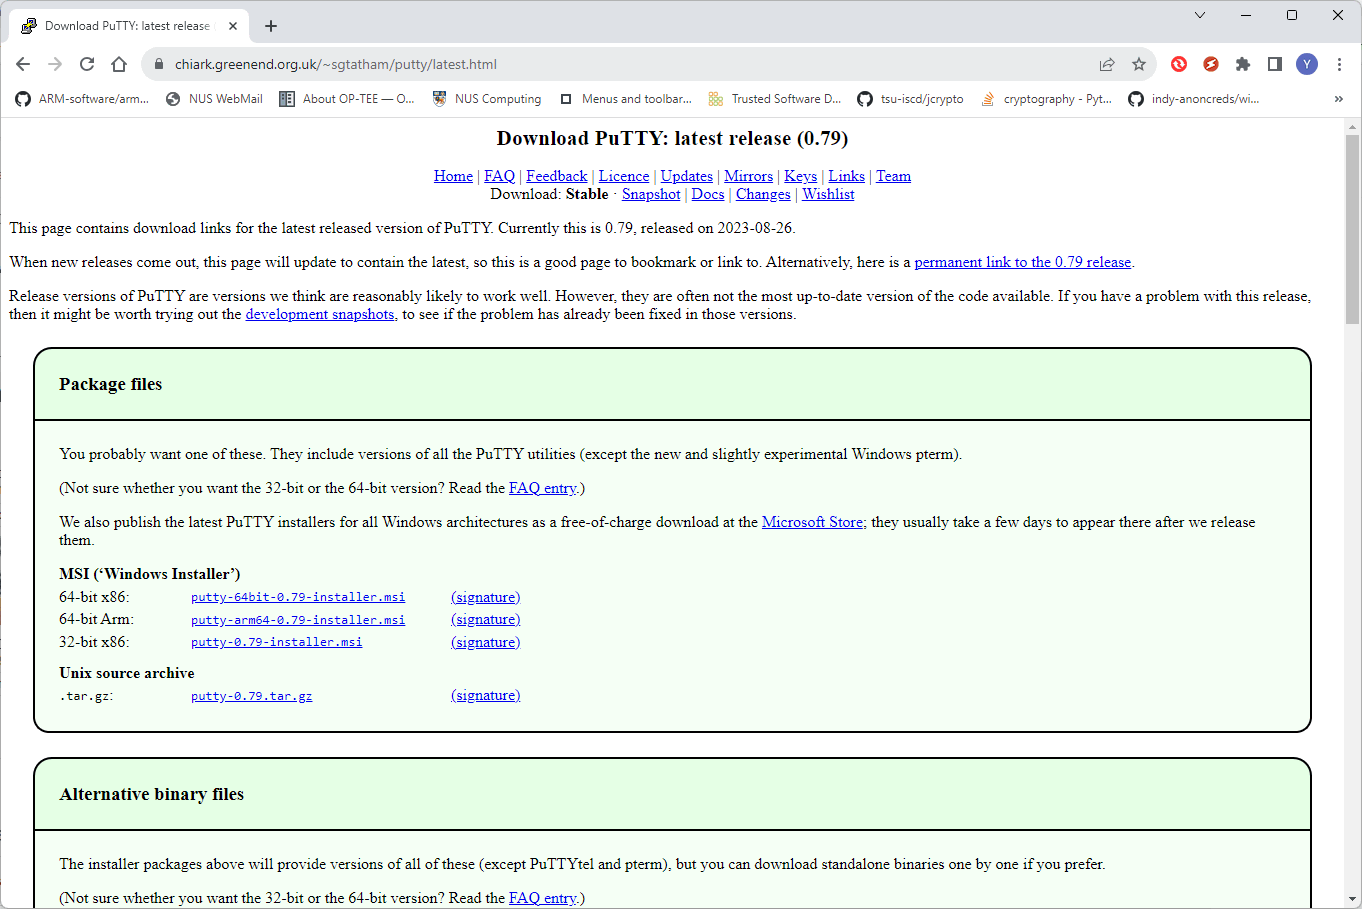 Download PuTTY: latest release
chiark.greenend.org.uk/~sgtatham/putty/latest.html
Y
ARM-software/arm... NUS WebMail About OP-TEE — O... NUS Computing Menus and toolbar... Trusted Software D... tsu-iscd/jcrypto cryptography - Pyt... indy-anoncreds/wi... »
Download PuTTY: latest release (0.79)
Home | FAQ | Feedback | Licence | Updates | Mirrors | Keys | Links | Team
Download: Stable · Snapshot | Docs | Changes | Wishlist
This page contains download links for the latest released version of PuTTY. Currently this is 0.79, released on 2023-08-26.
When new releases come out, this page will update to contain the latest, so this is a good page to bookmark or link to. Alternatively, here is a permanent link to the 0.79 release.
Release versions of PuTTY are versions we think are reasonably likely to work well. However, they are often not the most up-to-date version of the code available. If you have a problem with this release,
then it might be worth trying out the development snapshots, to see if the problem has already been fixed in those versions.
Package files
You probably want one of these. They include versions of all the PuTTY utilities (except the new and slightly experimental Windows pterm).
(Not sure whether you want the 32-bit or the 64-bit version? Read the FAQ entry.)
We also publish the latest PuTTY installers for all Windows architectures as a free-of-charge download at the Microsoft Store; they usually take a few days to appear there after we release
them.
MSI (‘Windows Installer’)
64-bit x86: putty-64bit-0.79-installer.msi (signature)
64-bit Arm: putty-arm64-0.79-installer.msi (signature)
32-bit x86: putty-0.79-installer.msi (signature)
Unix source archive
.tar.gz: putty-0.79.tar.gz (signature)
Alternative binary files
The installer packages above will provide versions of all of these (except PuTTYtel and pterm), but you can download standalone binaries one by one if you prefer.
(Not sure whether you want the 32-bit or the 64-bit version? Read the FAQ entry.)